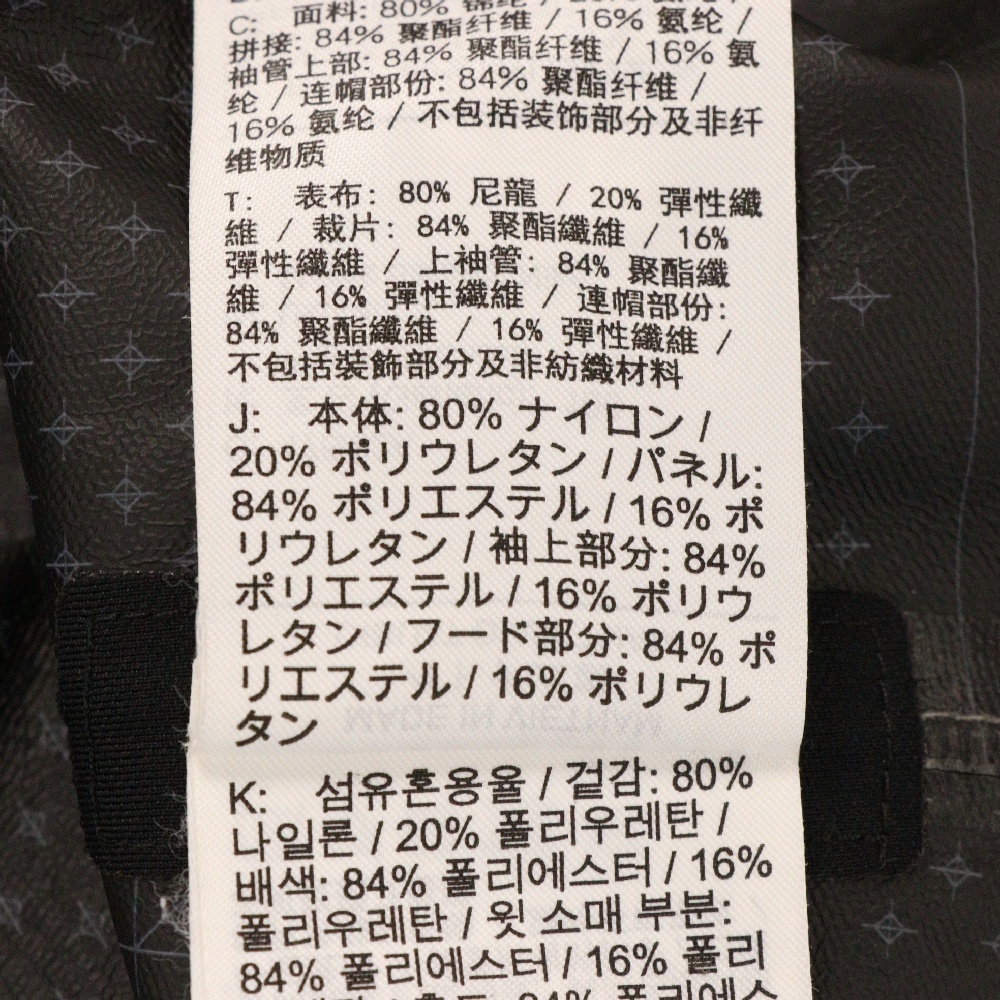 C: 面料: 80% 锦纶 /
拼接: 84% 聚酯纤维 / 16% 氨纶 /
袖管上部: 84% 聚酯纤维 / 16% 氨
纶 / 连帽部份: 84% 聚酯纤维 /
16% 氨纶 / 不包括装饰部分及非纤
维物质
T: 表布: 80% 尼龍 / 20% 彈性纖
維 / 裁片: 84% 聚酯纖維 / 16%
彈性纖維 / 上袖管: 84% 聚酯纖
維 / 16% 彈性纖維 / 連帽部份:
84% 聚酯纖維 / 16% 彈性纖維 /
不包括裝飾部分及非紡織材料
J: 本体: 80% ナイロン /
20% ポリウレタン / パネル:
84% ポリエステル / 16% ポ
リウレタン / 袖上部分: 84%
ポリエステル / 16% ポリウ
レタン / フード部分: 84% ポ
リエステル / 16% ポリウレ
タン
K: 섬유혼용율 / 겉감: 80%
나일론 / 20% 폴리우레탄 /
배색: 84% 폴리에스터 / 16%
폴리우레탄 / 윗 소매 부분:
84% 폴리에스터 / 16% 폴리